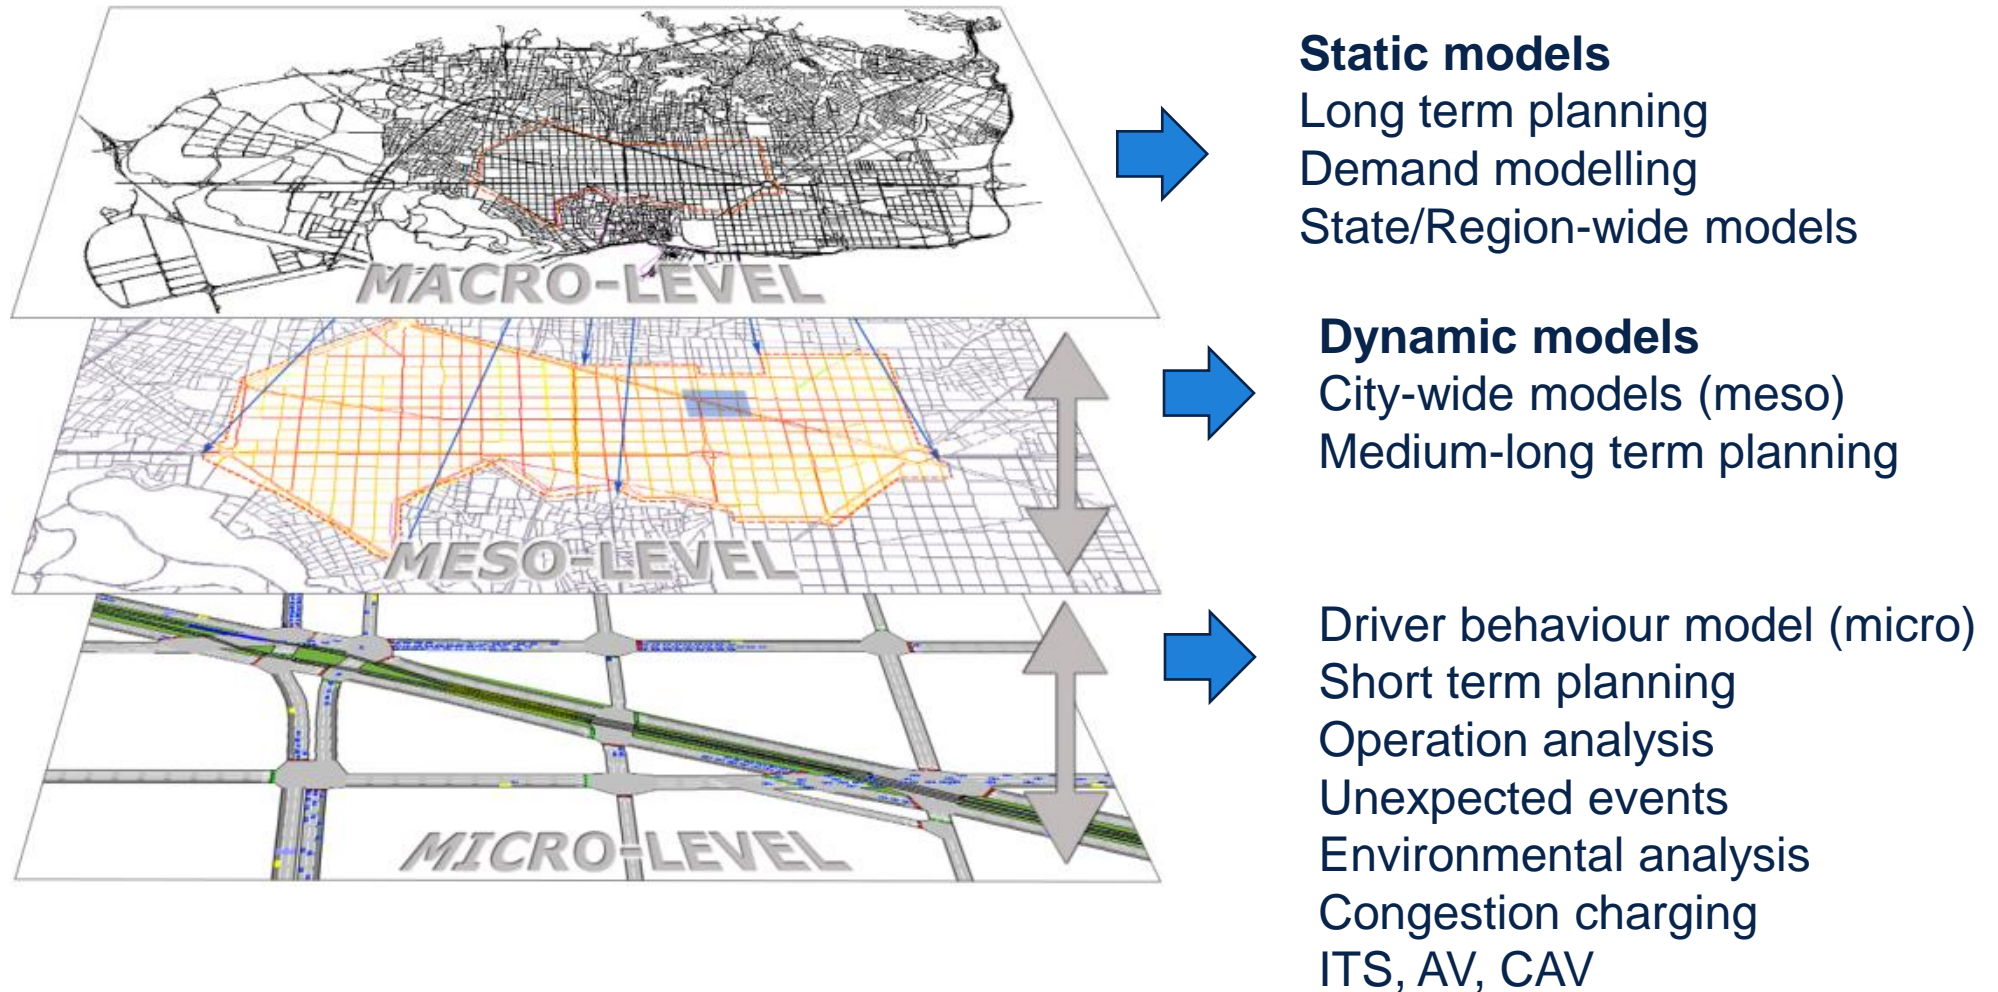 MACRO-LEVEL
Static models
Long term planning
Demand modelling
State/Region-wide models
MESO-LEVEL
Dynamic models
City-wide models (meso)
Medium-long term planning
MICRO-LEVEL
Driver behaviour model (micro)
Short term planning
Operation analysis
Unexpected events
Environmental analysis
Congestion charging
ITS, AV, CAV